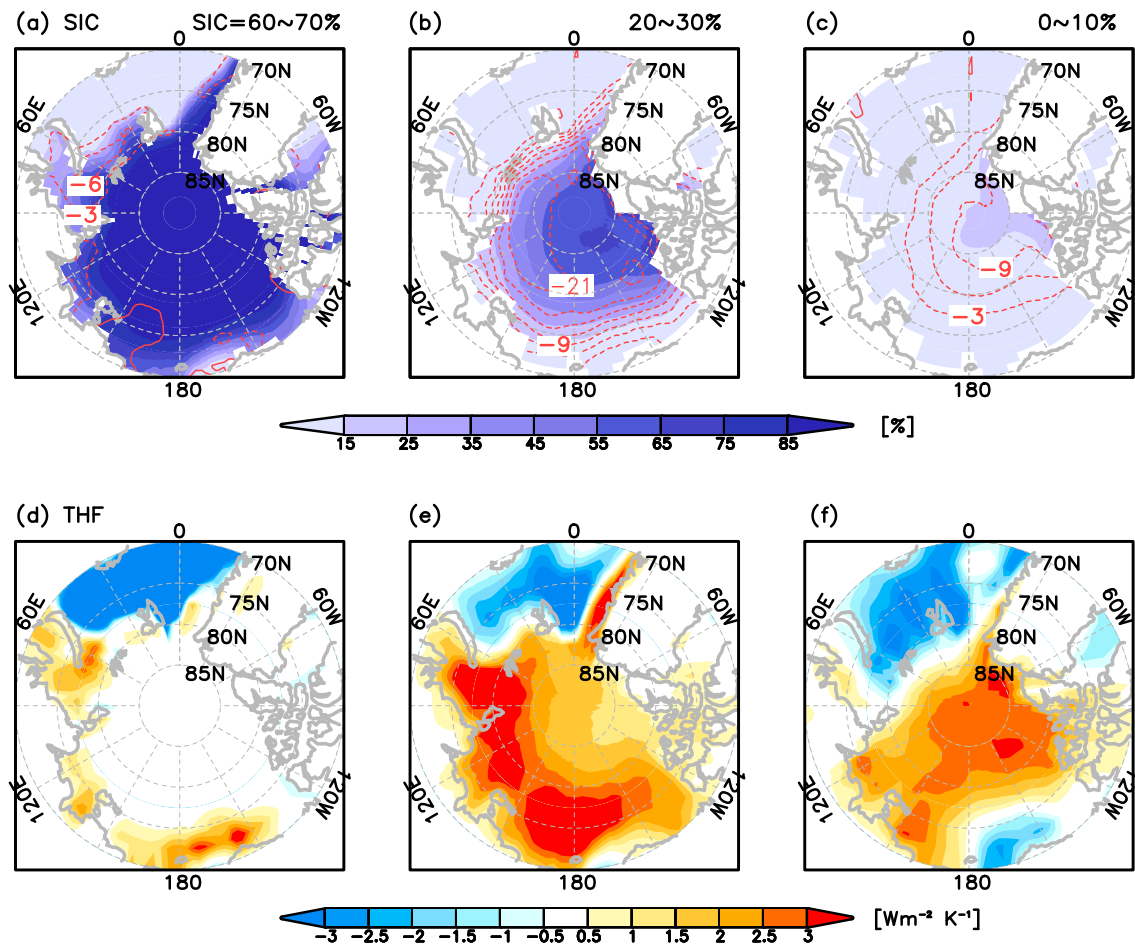 (a) SIC SIC=60~70%
(b) 20~30%
(c) 0~10%
0 0 0
70N 70N 70N
60E 60W 60E 60W 60E 60W
75N 75N 75N
80N 80N 80N
85N 85N 85N
-6
-3
-21
-9
-9
-3
120E 120W 120E 120W 120E 120W
180 180 180
15 25 35 45 55 65 75 85 [%]
(d) THF
(e)
(f)
0 0 0
70N 70N 70N
60E 60W 60E 60W 60E 60W
75N 75N 75N
80N 80N 80N
85N 85N 85N
120E 120W 120E 120W 120E 120W
180 180 180
-3 -2.5 -2 -1.5 -1 -0.5 0.5 1 1.5 2 2.5 3 [Wm⁻² K⁻¹]